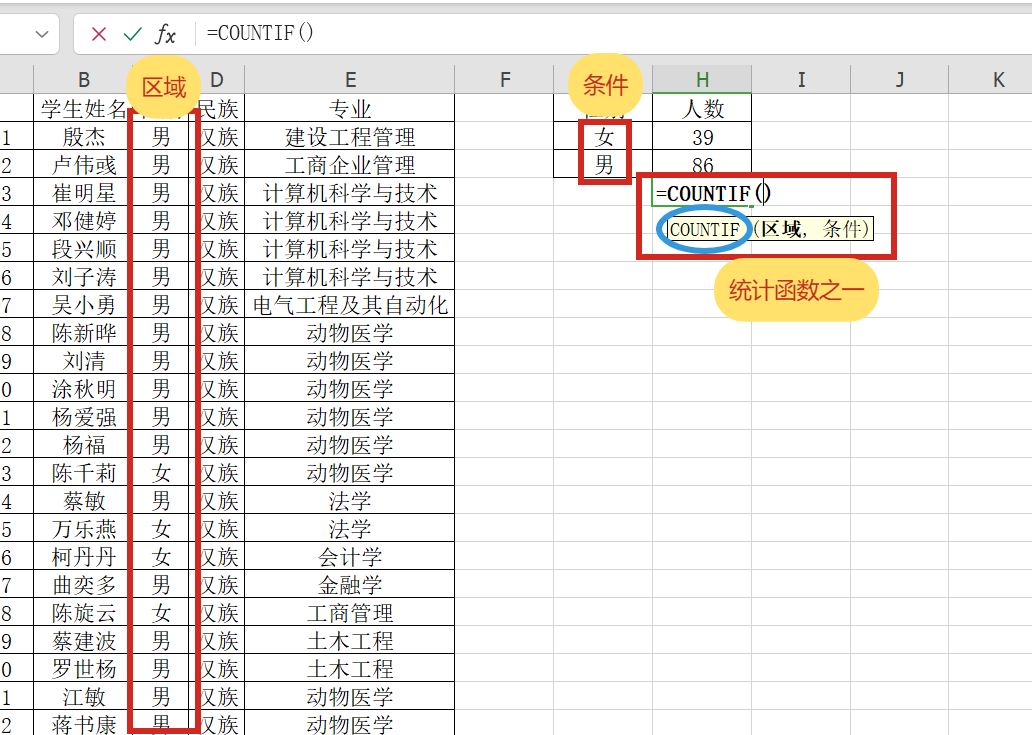 =COUNTIF()
B 区域 D E F 条件 H I J K
学生姓名 民族 专业 人数
1 殷杰 男 汉族 建设工程管理 女 39
2 卢伟彧 男 汉族 工商企业管理 男 86
3 崔明星 男 汉族 计算机科学与技术 =COUNTIF()
4 邓健婷 男 汉族 计算机科学与技术 COUNTIF (区域, 条件)
5 段兴顺 男 汉族 计算机科学与技术
6 刘子涛 男 汉族 计算机科学与技术 统计函数之一
7 吴小勇 男 汉族 电气工程及其自动化
8 陈新晔 男 汉族 动物医学
9 刘清 男 汉族 动物医学
0 涂秋明 男 汉族 动物医学
1 杨爱强 男 汉族 动物医学
2 杨福 男 汉族 动物医学
3 陈千莉 女 汉族 动物医学
4 蔡敏 男 汉族 法学
5 万乐燕 女 汉族 法学
6 柯丹丹 女 汉族 会计学
7 曲奕多 男 汉族 金融学
8 陈旋云 女 汉族 工商管理
9 蔡建波 男 汉族 土木工程
0 罗世杨 男 汉族 土木工程
1 江敏 男 汉族 动物医学
2 蒋书康 男 汉族 动物医学